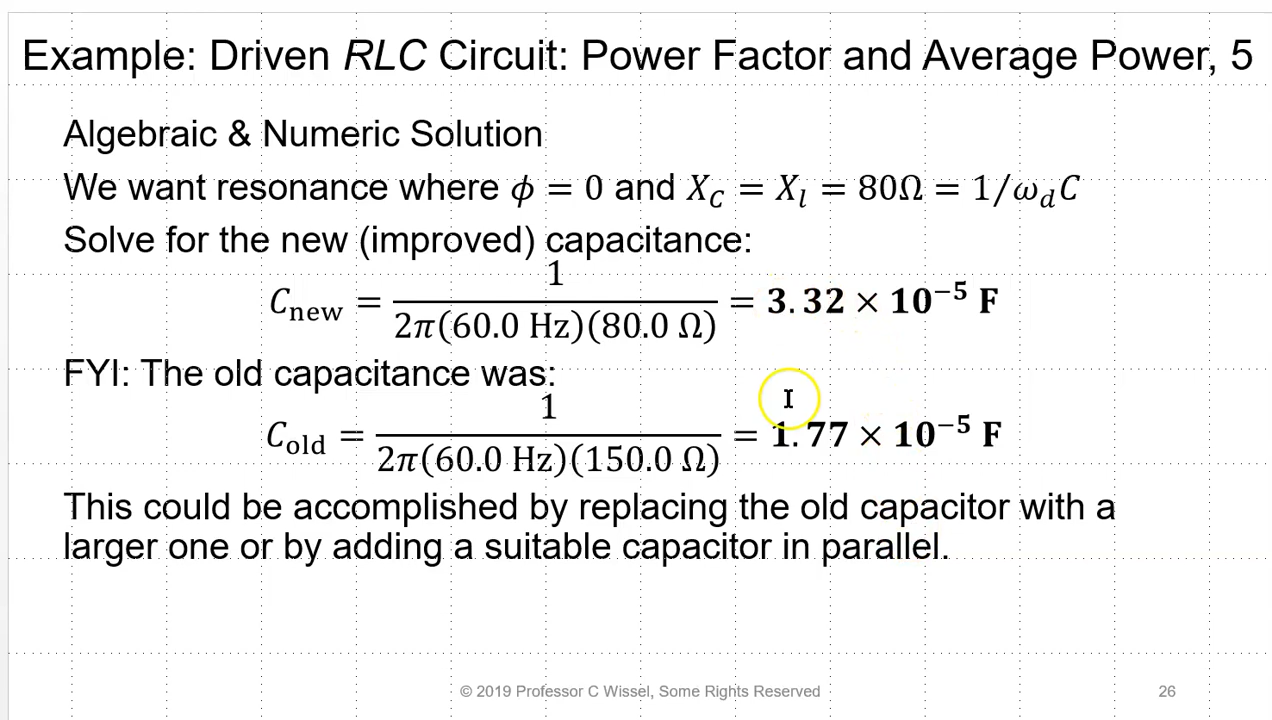 Example: Driven RLC Circuit: Power Factor and Average Power, 5
Algebraic & Numeric Solution
We want resonance where ϕ = 0 and X_C = X_l = 80Ω = 1/ω_d C
Solve for the new (improved) capacitance:
C_new = 1 / 2π(60.0 Hz)(80.0 Ω) = 3.32 × 10⁻⁵ F
FYI: The old capacitance was:
C_old = 1 / 2π(60.0 Hz)(150.0 Ω) = 1.77 × 10⁻⁵ F
This could be accomplished by replacing the old capacitor with a
larger one or by adding a suitable capacitor in parallel.
© 2019 Professor C Wissel, Some Rights Reserved
26